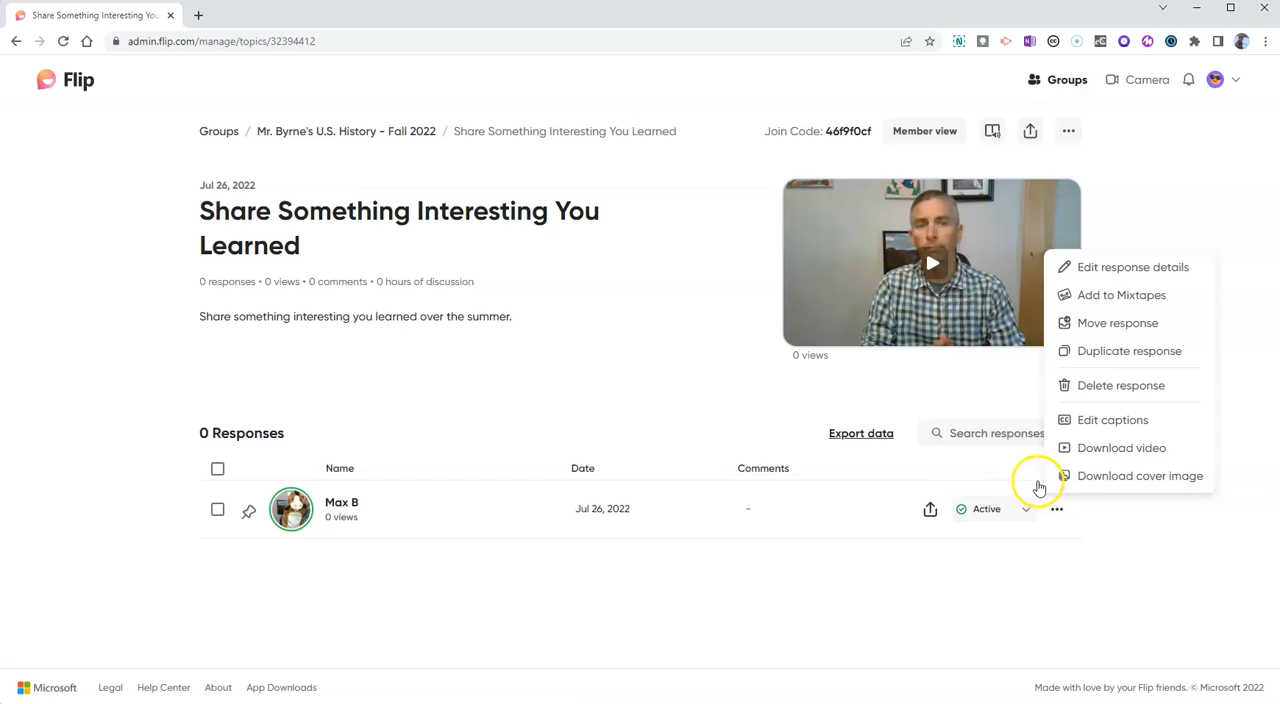 Share Something Interesting You
admin.flip.com/manage/topics/32394412
Flip
Groups
Camera
Groups / Mr. Byrne's U.S. History - Fall 2022 / Share Something Interesting You Learned
Join Code: 46f9f0cf
Member view
Jul 26, 2022
Share Something Interesting You
Learned
0 responses • 0 views • 0 comments • 0 hours of discussion
Share something interesting you learned over the summer.
0 views
Edit response details
Add to Mixtapes
Move response
Duplicate response
Delete response
Edit captions
Download video
Download cover image
0 Responses
Export data
Search responses
Name
Date
Comments
Max B
0 views
Jul 26, 2022
-
Active
Microsoft
Legal
Help Center
About
App Downloads
Made with love by your Flip friends. © Microsoft 2022